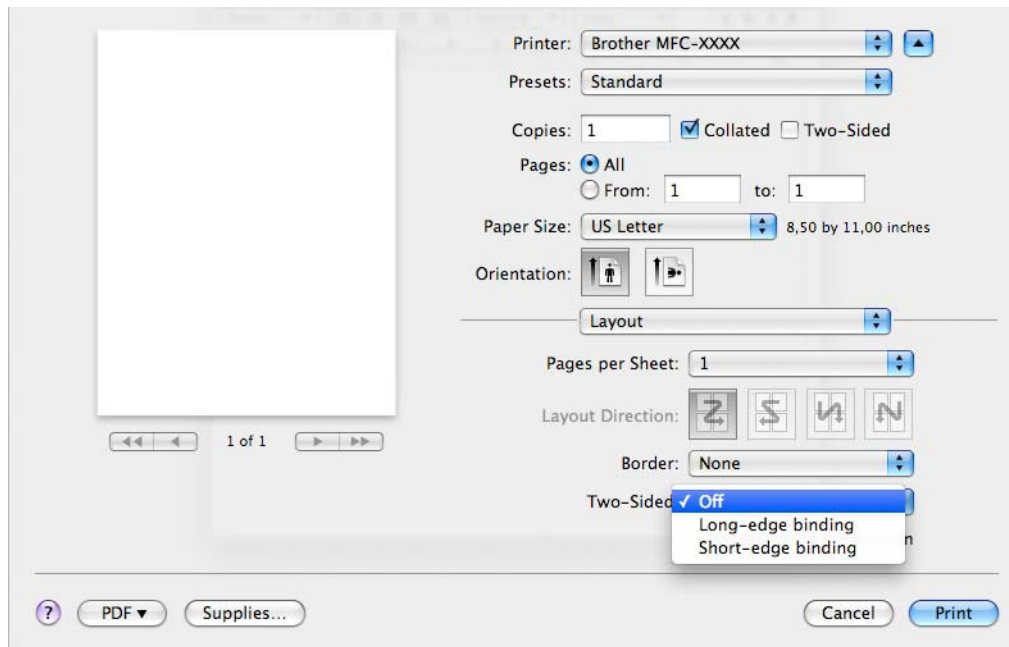 Printer: Brother MFC-XXXX
Presets: Standard
Copies: 1 Collated Two-Sided
Pages: All
From: 1 to: 1
Paper Size: US Letter 8,50 by 11,00 inches
Orientation:
Layout
Pages per Sheet: 1
Layout Direction:
1 of 1
Border: None
Two-Sided ✓ Off
Long-edge binding
Short-edge binding
? PDF ▼ Supplies... Cancel Print